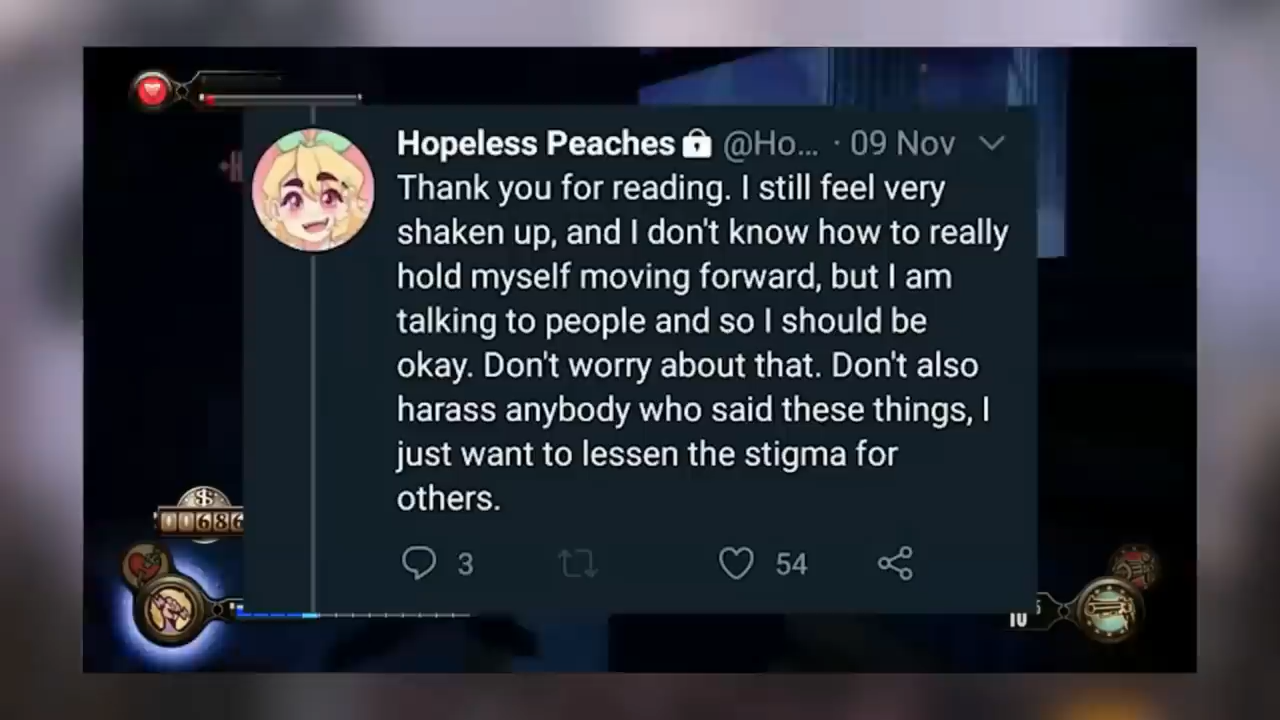 Hopeless Peaches @Ho... · 09 Nov
Thank you for reading. I still feel very
shaken up, and I don't know how to really
hold myself moving forward, but I am
talking to people and so I should be
okay. Don't worry about that. Don't also
harass anybody who said these things, I
just want to lessen the stigma for
others.
3
54
$
00686
10